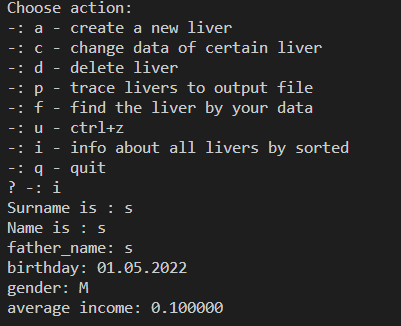 Choose action:
-: a - create a new liver
-: c - change data of certain liver
-: d - delete liver
-: p - trace livers to output file
-: f - find the liver by your data
-: u - ctrl+z
-: i - info about all livers by sorted
-: q - quit
? -: i
Surname is : s
Name is : s
father_name: s
birthday: 01.05.2022
gender: M
average income: 0.100000